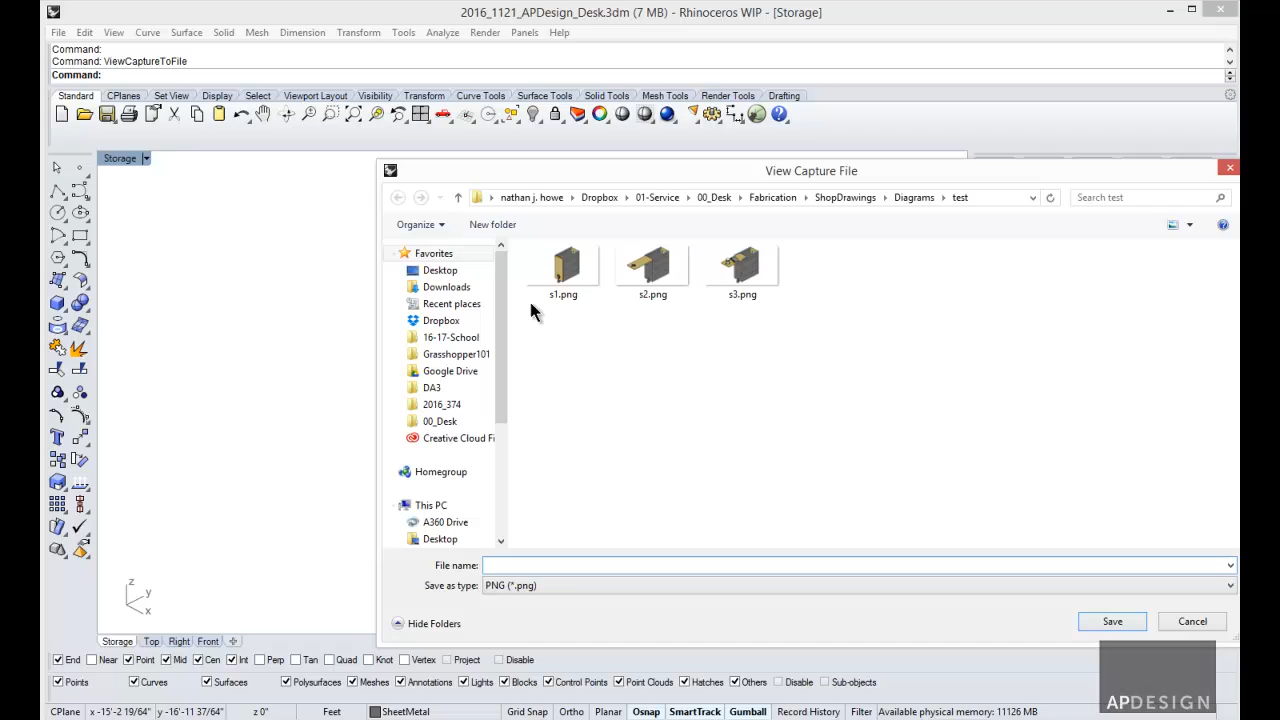 2016_1121_APDesign_Desk.3dm (7 MB) - Rhinoceros WIP - [Storage]
File Edit View Curve Surface Solid Mesh Dimension Transform Tools Analyze Render Panels Help
Command:
Command: ViewCaptureToFile
Command:
Standard CPlanes Set View Display Select Viewport Layout Visibility Transform Curve Tools Surface Tools Solid Tools Mesh Tools Render Tools Drafting
Storage
View Capture File
nathan j. howe Dropbox 01-Service 00_Desk Fabrication ShopDrawings Diagrams test
Search test
Organize New folder
Favorites
Desktop
Downloads
Recent places
Dropbox
16-17-School
Grasshopper101
Google Drive
DA3
2016_374
00_Desk
Creative Cloud Fi
Homegroup
This PC
A360 Drive
Desktop
s1.png s2.png s3.png
File name:
Save as type: PNG (*.png)
Hide Folders
Save Cancel
z
y
x
Storage Top Right Front
End Near Point Mid Cen Int Perp Tan Quad Knot Vertex Project Disable
Points Curves Surfaces Polysurfaces Meshes Annotations Lights Blocks Control Points Point Clouds Hatches Others Disable Sub-objects
CPlane x -15'-2 19/64" y -16'-11 37/64" z 0" Feet SheetMetal Grid Snap Ortho Planar Osnap SmartTrack Gumball Record History Filter Available physical memory: 11126 MB
APDESIGN